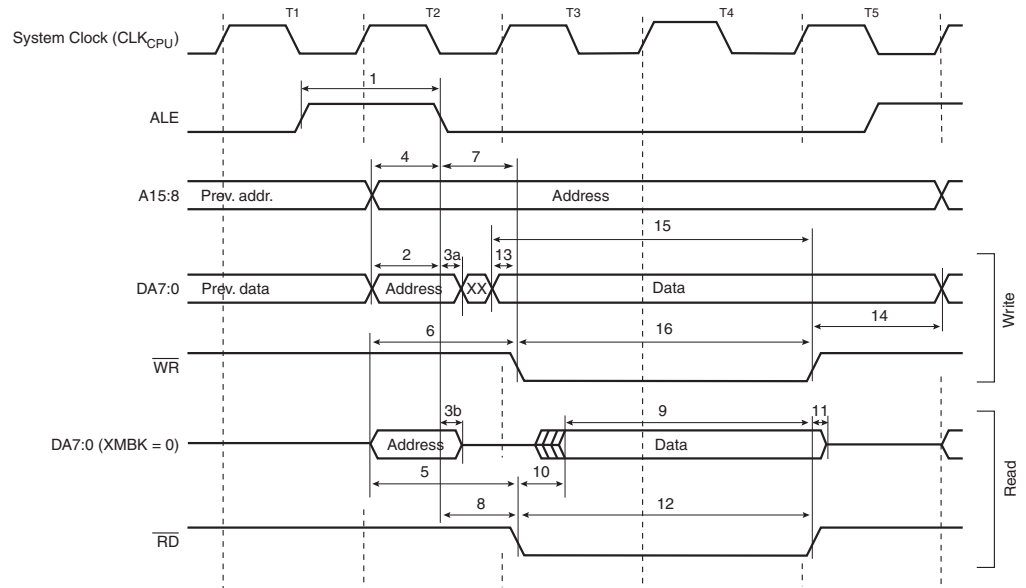 T1 T2 T3 T4 T5
System Clock (CLKCPU)
1
ALE
4 7
A15:8 Prev. addr. Address
15
2 3a 13
DA7:0 Prev. data Address XX Data
14
6 16
WR
Write
3b 9 11
DA7:0 (XMBK = 0) Address Data
5 10
8 12
RD
Read